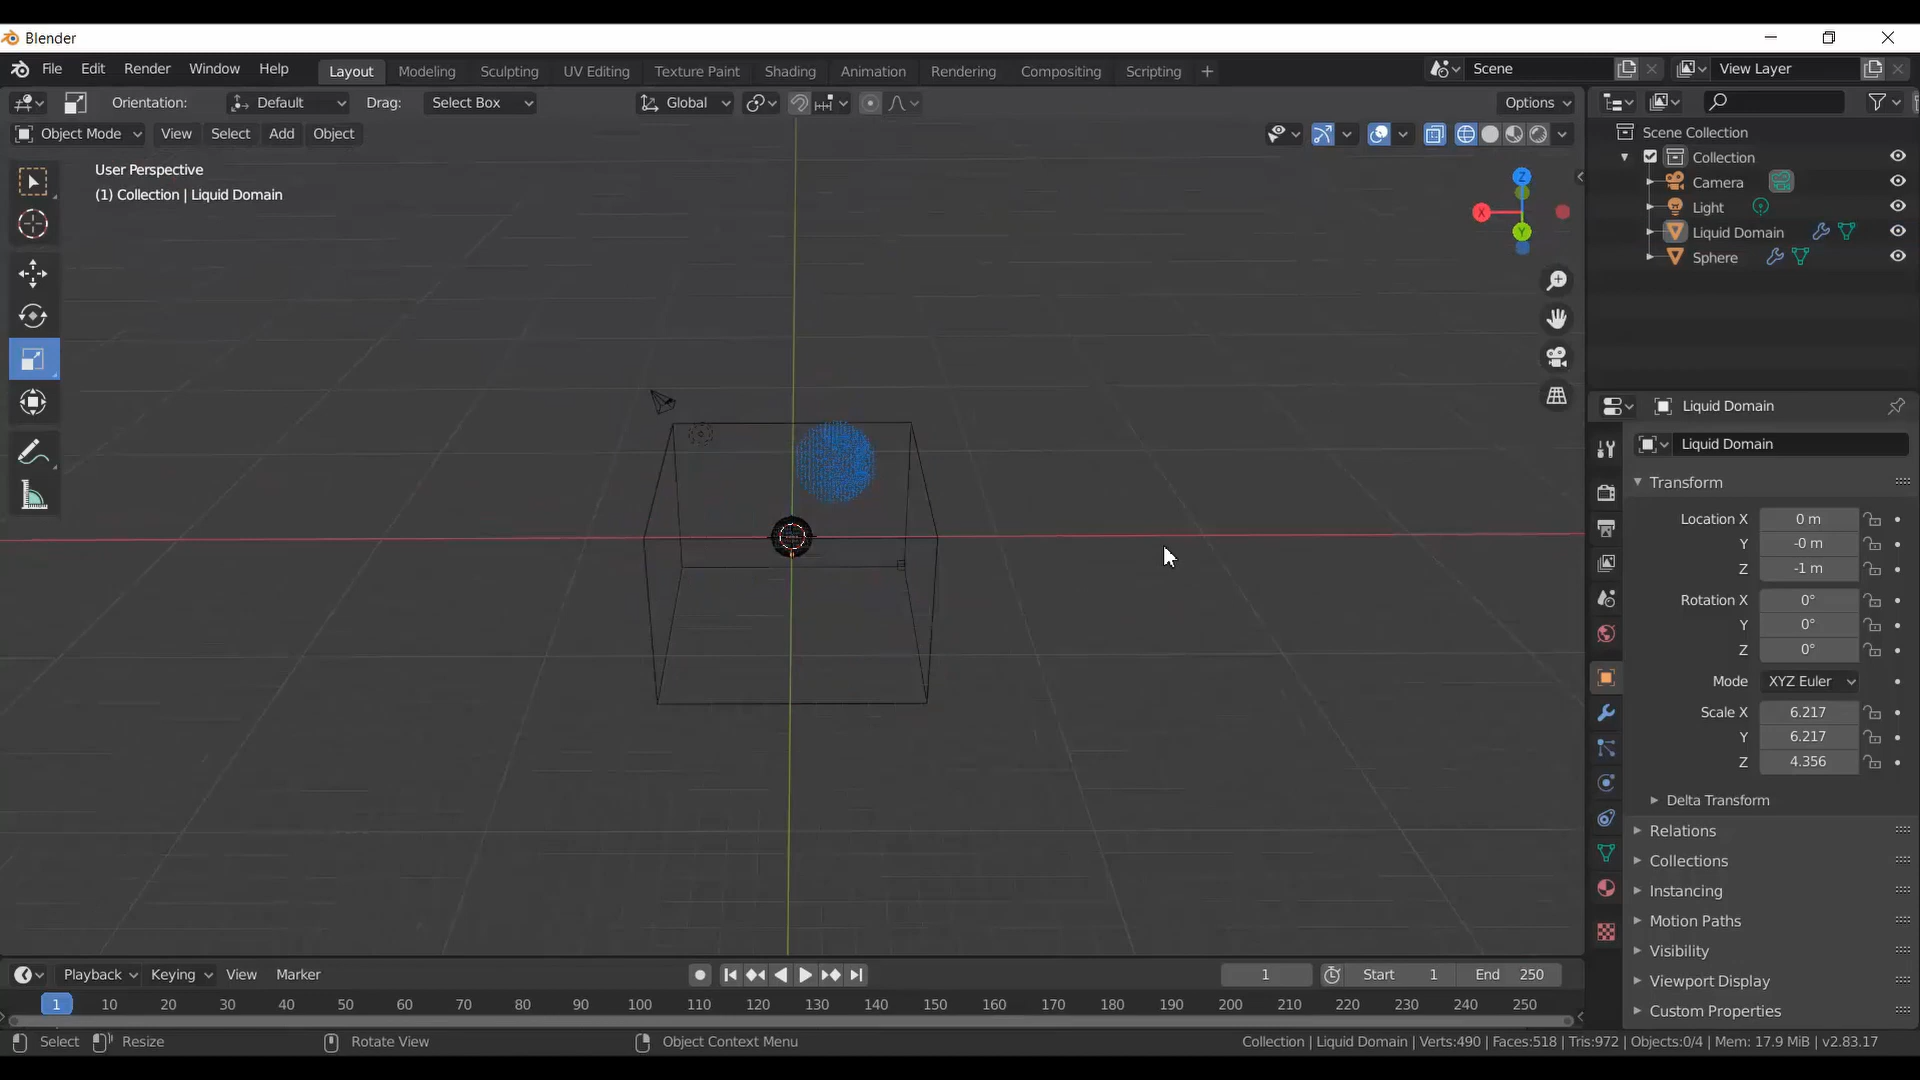 Blender
File Edit Render Window Help Layout Modeling Sculpting UV Editing Texture Paint Shading Animation Rendering Compositing Scripting + Scene View Layer
Orientation: Default Drag: Select Box Global Options
Object Mode View Select Add Object
User Perspective
(1) Collection | Liquid Domain
Z
X
Y
Scene Collection
Collection
Camera
Light
Liquid Domain
Sphere
Liquid Domain
Liquid Domain
Transform
Location X 0 m
Y -0 m
Z -1 m
Rotation X 0°
Y 0°
Z 0°
Mode XYZ Euler
Scale X 6.217
Y 6.217
Z 4.356
Delta Transform
Relations
Collections
Instancing
Motion Paths
Visibility
Viewport Display
Custom Properties
Playback Keying View Marker 1 Start 1 End 250
1 10 20 30 40 50 60 70 80 90 100 110 120 130 140 150 160 170 180 190 200 210 220 230 240 250
Select Resize Rotate View Object Context Menu Collection | Liquid Domain | Verts:490 | Faces:518 | Tris:972 | Objects:0/4 | Mem: 17.9 MiB | v2.83.17